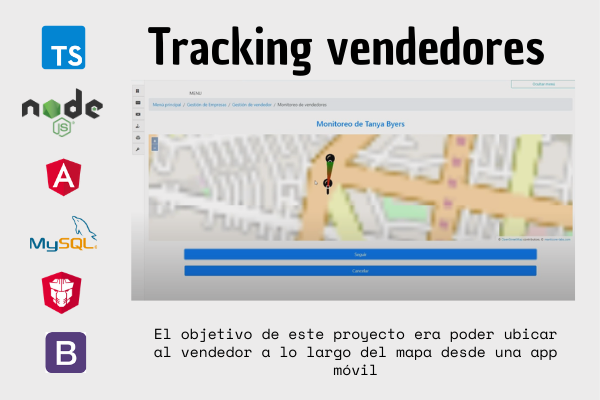 Tracking vendedores
TS
node
JS
A
MySQL
B
MENÚ
Menú principal / Gestión de Empresas / Gestión de vendedor / Monitoreo de vendedores
Monitoreo de Tanya Byers
Seguir
Cancelar
El objetivo de este proyecto era poder ubicar
al vendedor a lo largo del mapa desde una app
móvil